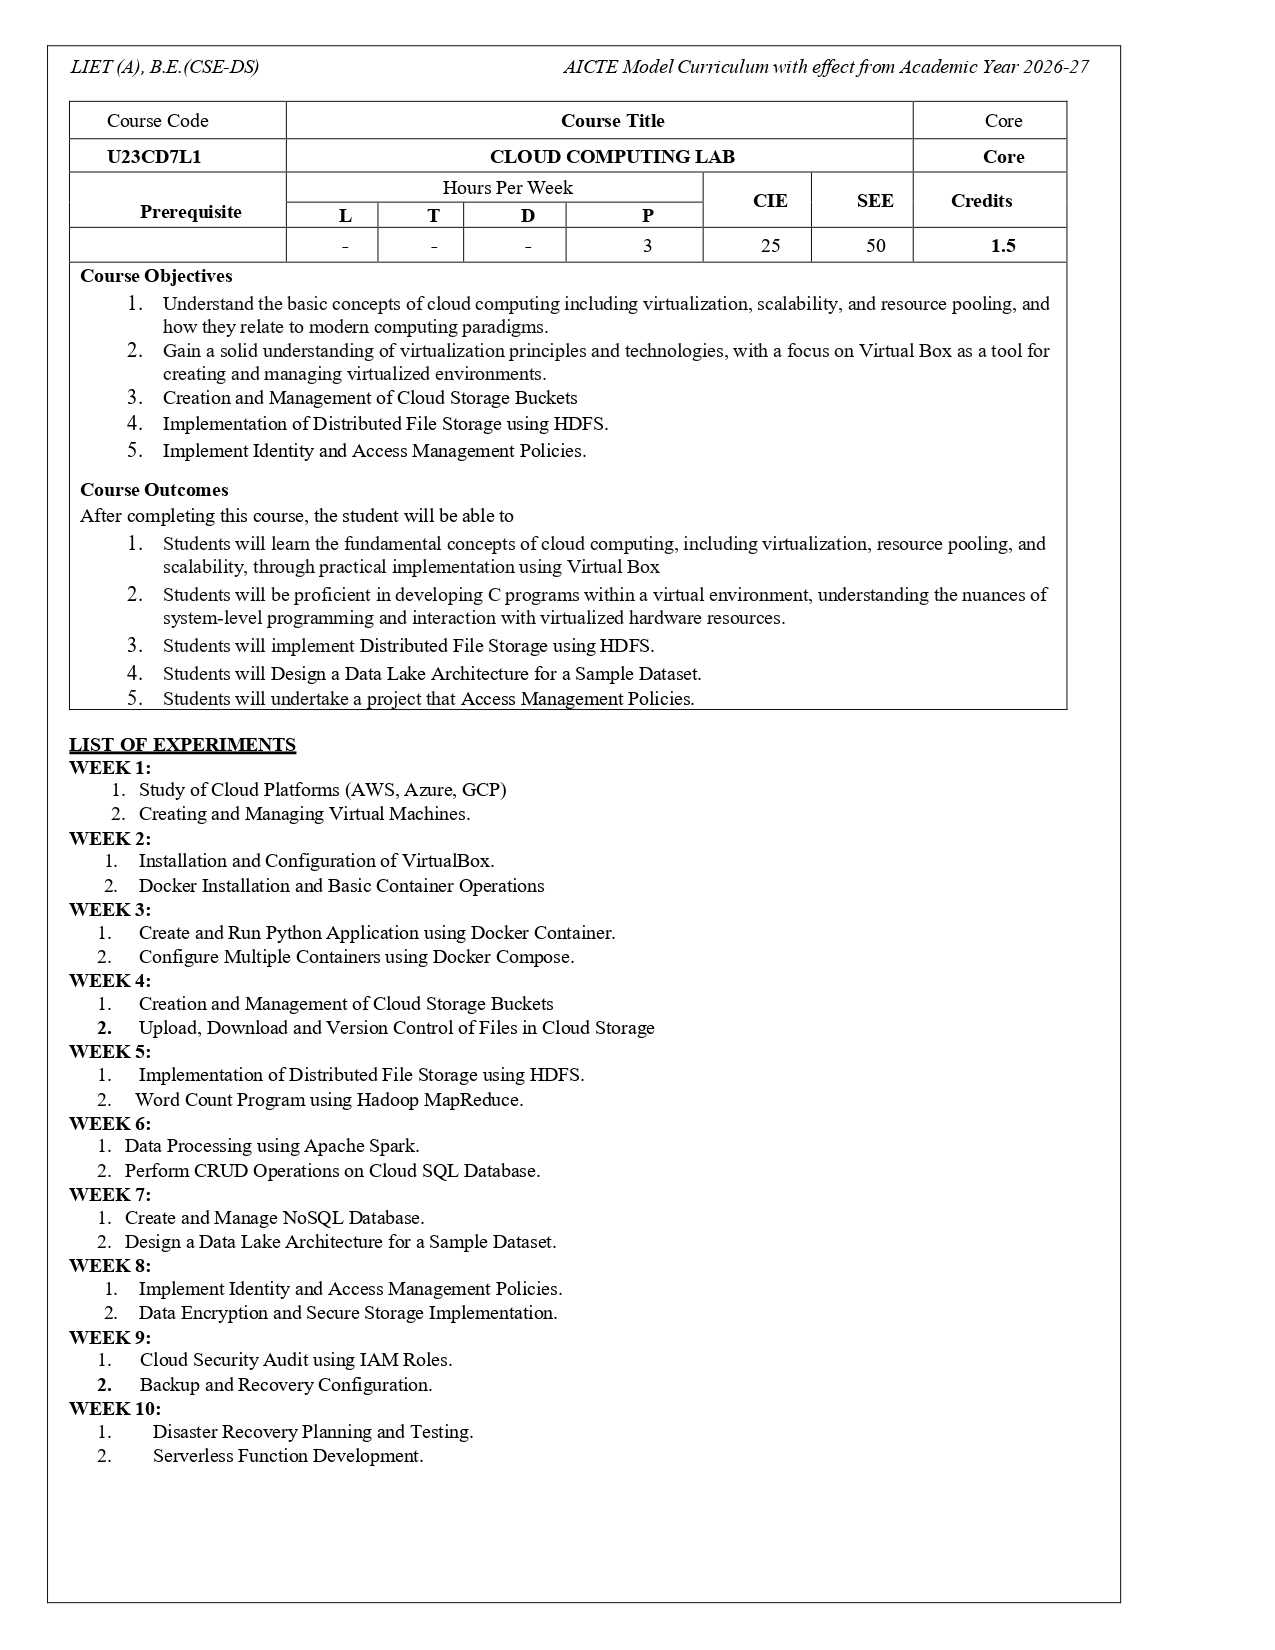 LIET (A), B.E.(CSE-DS) AICTE Model Curriculum with effect from Academic Year 2026-27
Course Code Course Title Core
U23CD7L1 CLOUD COMPUTING LAB Core
Prerequisite Hours Per Week CIE SEE Credits
L T D P
- - - 3 25 50 1.5
Course Objectives
1. Understand the basic concepts of cloud computing including virtualization, scalability, and resource pooling, and
how they relate to modern computing paradigms.
2. Gain a solid understanding of virtualization principles and technologies, with a focus on Virtual Box as a tool for
creating and managing virtualized environments.
3. Creation and Management of Cloud Storage Buckets
4. Implementation of Distributed File Storage using HDFS.
5. Implement Identity and Access Management Policies.
Course Outcomes
After completing this course, the student will be able to
1. Students will learn the fundamental concepts of cloud computing, including virtualization, resource pooling, and
scalability, through practical implementation using Virtual Box
2. Students will be proficient in developing C programs within a virtual environment, understanding the nuances of
system-level programming and interaction with virtualized hardware resources.
3. Students will implement Distributed File Storage using HDFS.
4. Students will Design a Data Lake Architecture for a Sample Dataset.
5. Students will undertake a project that Access Management Policies.
LIST OF EXPERIMENTS
WEEK 1:
1. Study of Cloud Platforms (AWS, Azure, GCP)
2. Creating and Managing Virtual Machines.
WEEK 2:
1. Installation and Configuration of VirtualBox.
2. Docker Installation and Basic Container Operations
WEEK 3:
1. Create and Run Python Application using Docker Container.
2. Configure Multiple Containers using Docker Compose.
WEEK 4:
1. Creation and Management of Cloud Storage Buckets
2. Upload, Download and Version Control of Files in Cloud Storage
WEEK 5:
1. Implementation of Distributed File Storage using HDFS.
2. Word Count Program using Hadoop MapReduce.
WEEK 6:
1. Data Processing using Apache Spark.
2. Perform CRUD Operations on Cloud SQL Database.
WEEK 7:
1. Create and Manage NoSQL Database.
2. Design a Data Lake Architecture for a Sample Dataset.
WEEK 8:
1. Implement Identity and Access Management Policies.
2. Data Encryption and Secure Storage Implementation.
WEEK 9:
1. Cloud Security Audit using IAM Roles.
2. Backup and Recovery Configuration.
WEEK 10:
1. Disaster Recovery Planning and Testing.
2. Serverless Function Development.